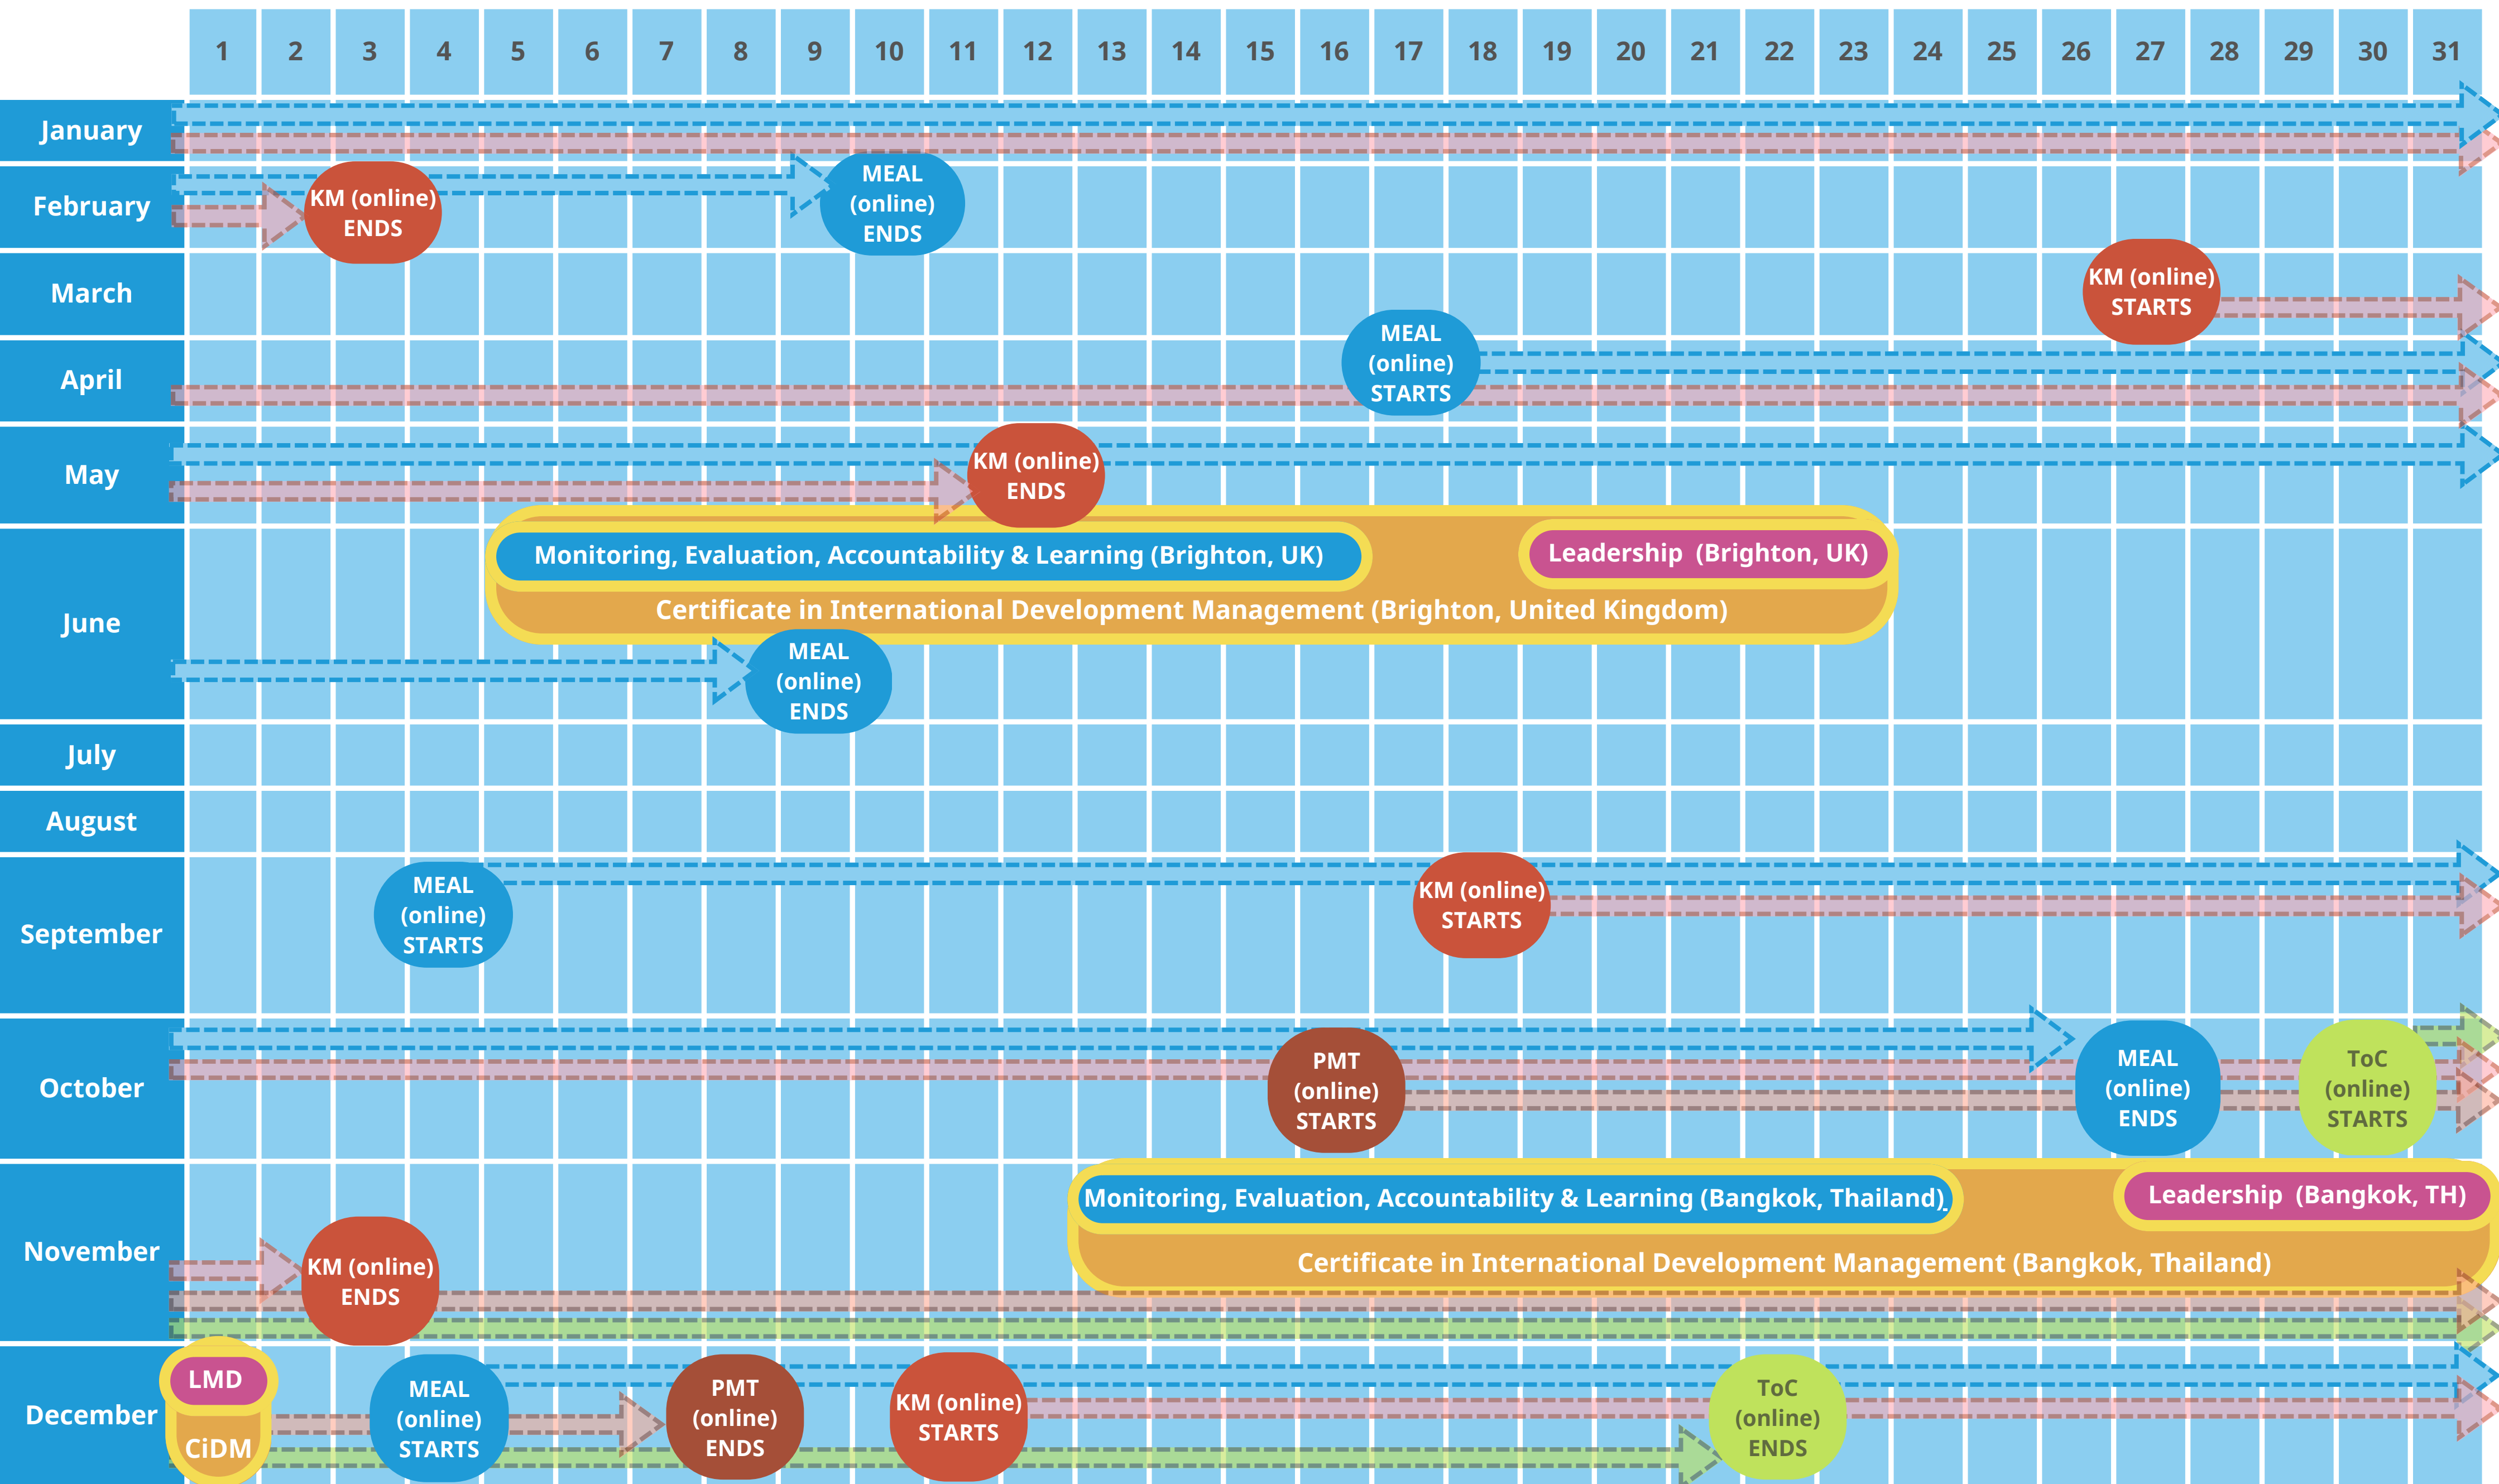 1 2 3 4 5 6 7 8 9 10 11 12 13 14 15 16 17 18 19 20 21 22 23 24 25 26 27 28 29 30 31
January
February
KM (online)
ENDS
MEAL
(online)
ENDS
March
KM (online)
STARTS
April
MEAL
(online)
STARTS
May
KM (online)
ENDS
June
Monitoring, Evaluation, Accountability & Learning (Brighton, UK)
Leadership (Brighton, UK)
Certificate in International Development Management (Brighton, United Kingdom)
MEAL
(online)
ENDS
July
August
September
MEAL
(online)
STARTS
KM (online)
STARTS
October
PMT
(online)
STARTS
MEAL
(online)
ENDS
ToC
(online)
STARTS
November
Monitoring, Evaluation, Accountability & Learning (Bangkok, Thailand)
Leadership (Bangkok, TH)
Certificate in International Development Management (Bangkok, Thailand)
KM (online)
ENDS
December
LMD
CiDM
MEAL
(online)
STARTS
PMT
(online)
ENDS
KM (online)
STARTS
ToC
(online)
ENDS